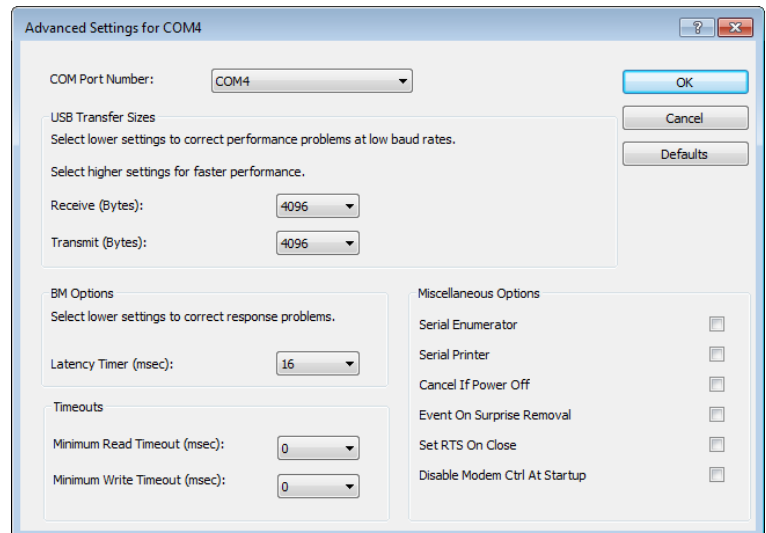 Advanced Settings for COM4
?
COM Port Number: COM4
OK
Cancel
Defaults
USB Transfer Sizes
Select lower settings to correct performance problems at low baud rates.
Select higher settings for faster performance.
Receive (Bytes): 4096
Transmit (Bytes): 4096
BM Options
Select lower settings to correct response problems.
Latency Timer (msec): 16
Timeouts
Minimum Read Timeout (msec): 0
Minimum Write Timeout (msec): 0
Miscellaneous Options
Serial Enumerator
Serial Printer
Cancel If Power Off
Event On Surprise Removal
Set RTS On Close
Disable Modem Ctrl At Startup